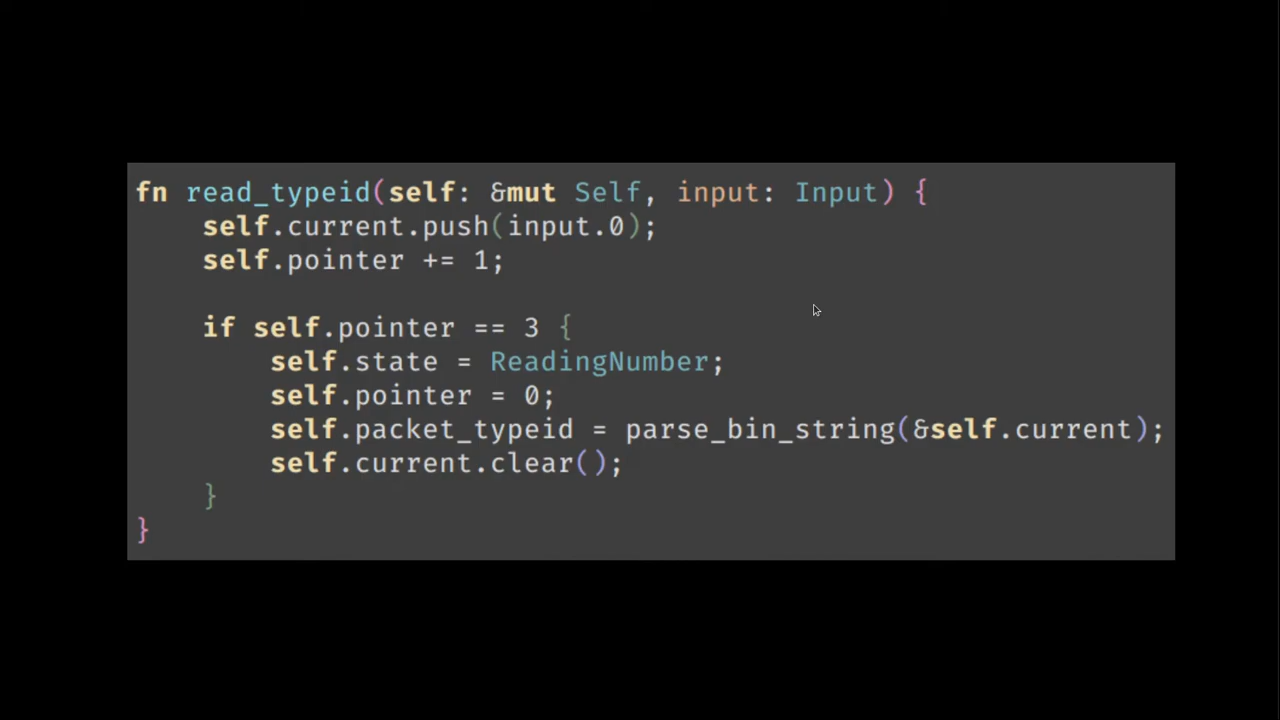 fn read_typeid(self: &mut Self, input: Input) {
    self.current.push(input.0);
    self.pointer += 1;

    if self.pointer == 3 {
        self.state = ReadingNumber;
        self.pointer = 0;
        self.packet_typeid = parse_bin_string(&self.current);
        self.current.clear();
    }
}